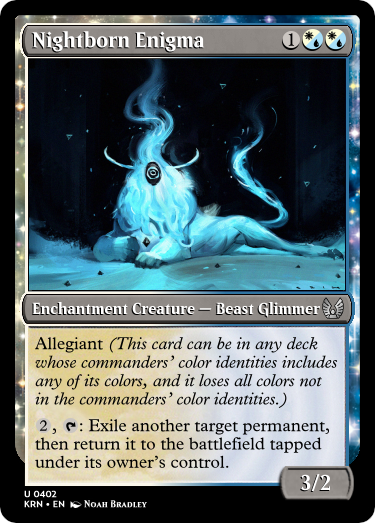 Nightborn Enigma 1
Enchantment Creature — Beast Glimmer
Allegiant (This card can be in any deck
whose commanders’ color identities includes
any of its colors, and it loses all colors not
in the commanders’ color identities.)
2, : Exile another target permanent,
then return it to the battlefield tapped
under its owner’s control.
3/2
U 0402
KRN • EN Noah Bradley